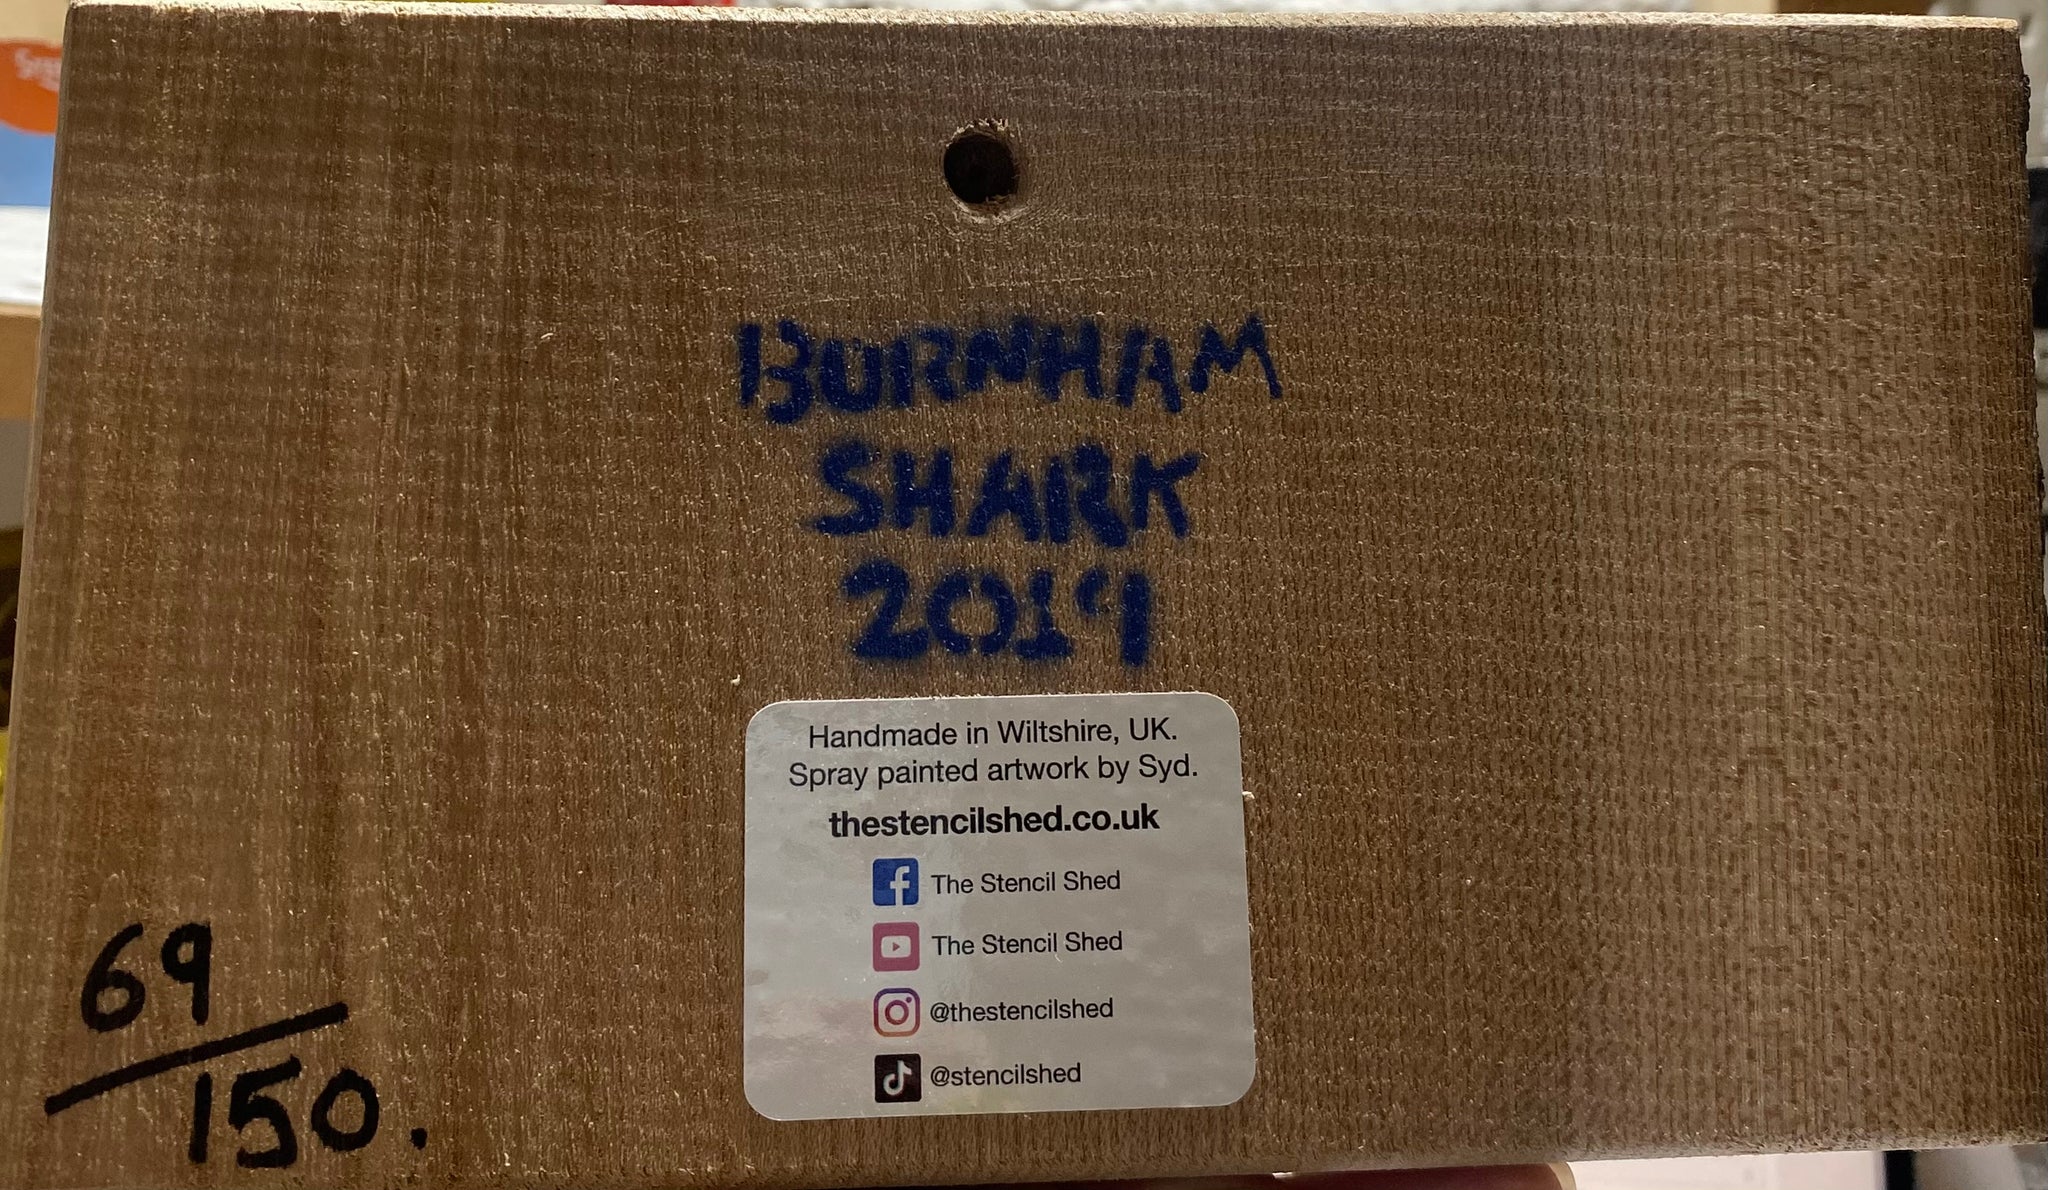 BURNHAM
SHARK
2019
Handmade in Wiltshire, UK.
Spray painted artwork by Syd.
thestencilshed.co.uk
The Stencil Shed
The Stencil Shed
@thestencilshed
@stencilshed
69
150.